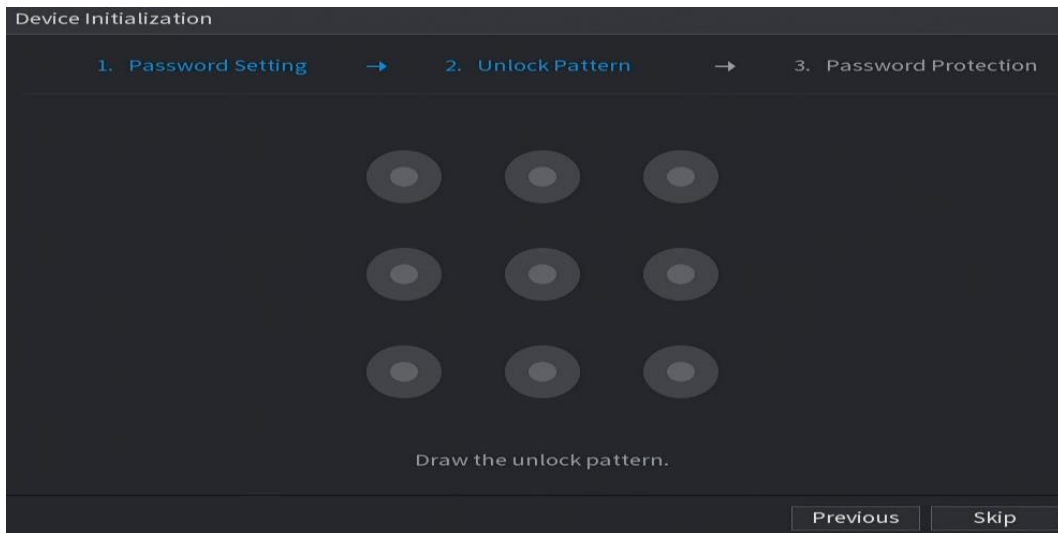 Device Initialization
1. Password Setting → 2. Unlock Pattern → 3. Password Protection
Draw the unlock pattern.
Previous Skip